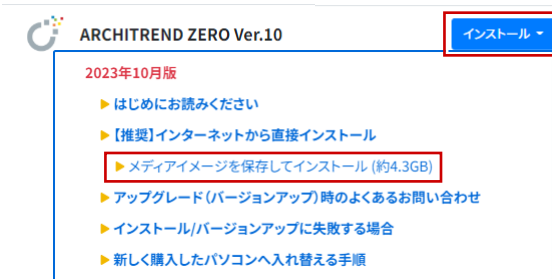 ARCHITREND ZERO Ver.10 インストール
2023年10月版
はじめにお読みください
【推奨】インターネットから直接インストール
メディアイメージを保存してインストール (約4.3GB)
アップグレード（バージョンアップ）時のよくあるお問い合わせ
インストール/バージョンアップに失敗する場合
新しく購入したパソコンへ入れ替える手順